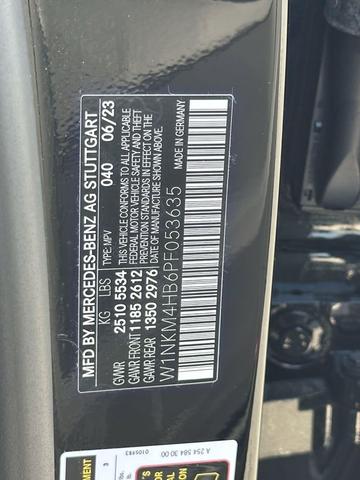 MFD BY MERCEDES-BENZ AG STUTTGART
TYPE: MPV 040 06/23
KG LBS
GVWR 2510 5534
GAWR FRONT 1185 2612
GAWR REAR 1350 2976
THIS VEHICLE CONFORMS TO ALL APPLICABLE
FEDERAL MOTOR VEHICLE SAFETY AND THEFT
PREVENTION STANDARDS IN EFFECT ON THE
DATE OF MANUFACTURE SHOWN ABOVE.
W1NKM4HB6PF053635
MADE IN GERMANY
A 254 584 30 00